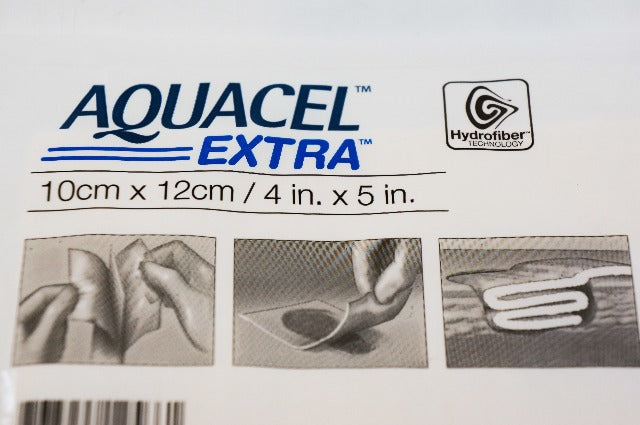 AQUACEL™
EXTRA™
Hydrofiber™
TECHNOLOGY
10cm x 12cm / 4 in. x 5 in.